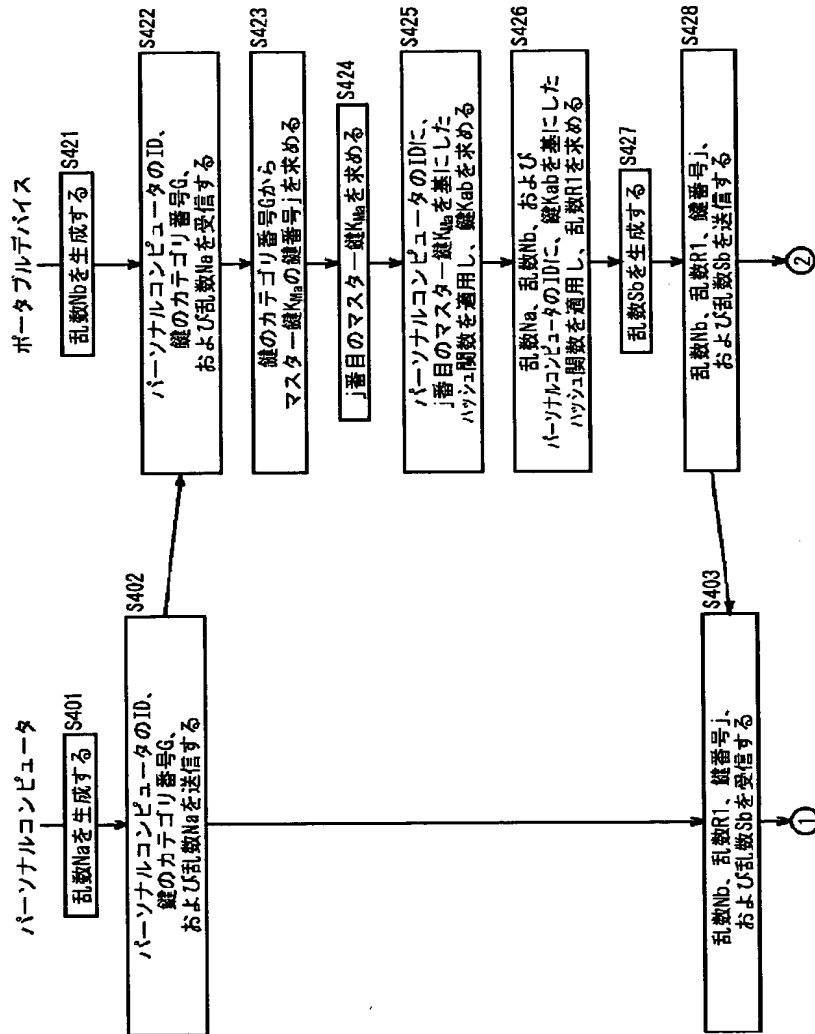 パーソナルコンピュータ
S401
乱数Naを生成する
S402
パーソナルコンピュータのID、
鍵のカテゴリ番号G、
および乱数Naを送信する
S403
乱数Nb、乱数R1、鍵番号j、
および乱数Sbを受信する
1
ポータブルデバイス
S421
乱数Nbを生成する
S422
パーソナルコンピュータのID、
鍵のカテゴリ番号G、
および乱数Naを受信する
S423
鍵のカテゴリ番号Gから
マスター鍵KMaの鍵番号jを求める
S424
j番目のマスター鍵KMaを求める
S425
パーソナルコンピュータのIDに、
j番目のマスター鍵KMaを基にした
ハッシュ関数を適用し、鍵Kabを求める
S426
乱数Na、乱数Nb、および
パーソナルコンピュータのIDに、鍵Kabを基にした
ハッシュ関数を適用し、乱数R1を求める
S427
乱数Sbを生成する
S428
乱数Nb、乱数R1、鍵番号j、
および乱数Sbを送信する
2